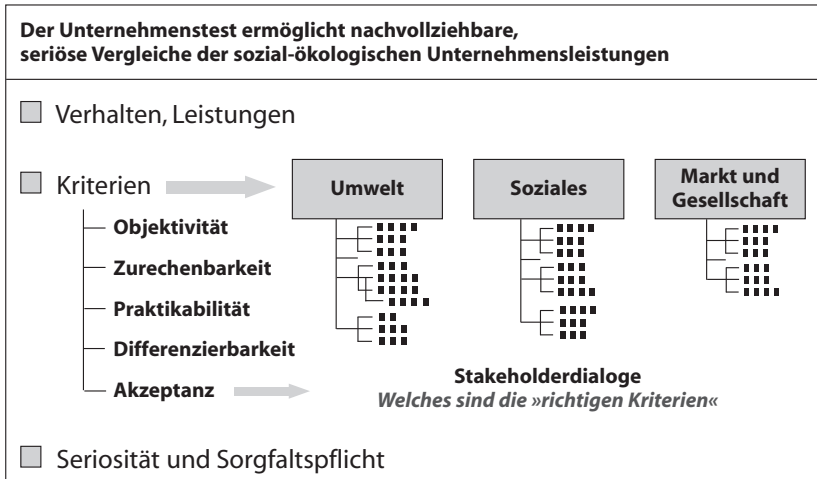 Der Unternehmenstest ermöglicht nachvollziehbare,
seriöse Vergleiche der sozial-ökologischen Unternehmensleistungen
Verhalten, Leistungen
Kriterien
Umwelt
Soziales
Markt und
Gesellschaft
Objektivität
Zurechenbarkeit
Praktikabilität
Differenzierbarkeit
Akzeptanz
Stakeholderdialoge
Welches sind die »richtigen Kriterien«
Seriosität und Sorgfaltspflicht